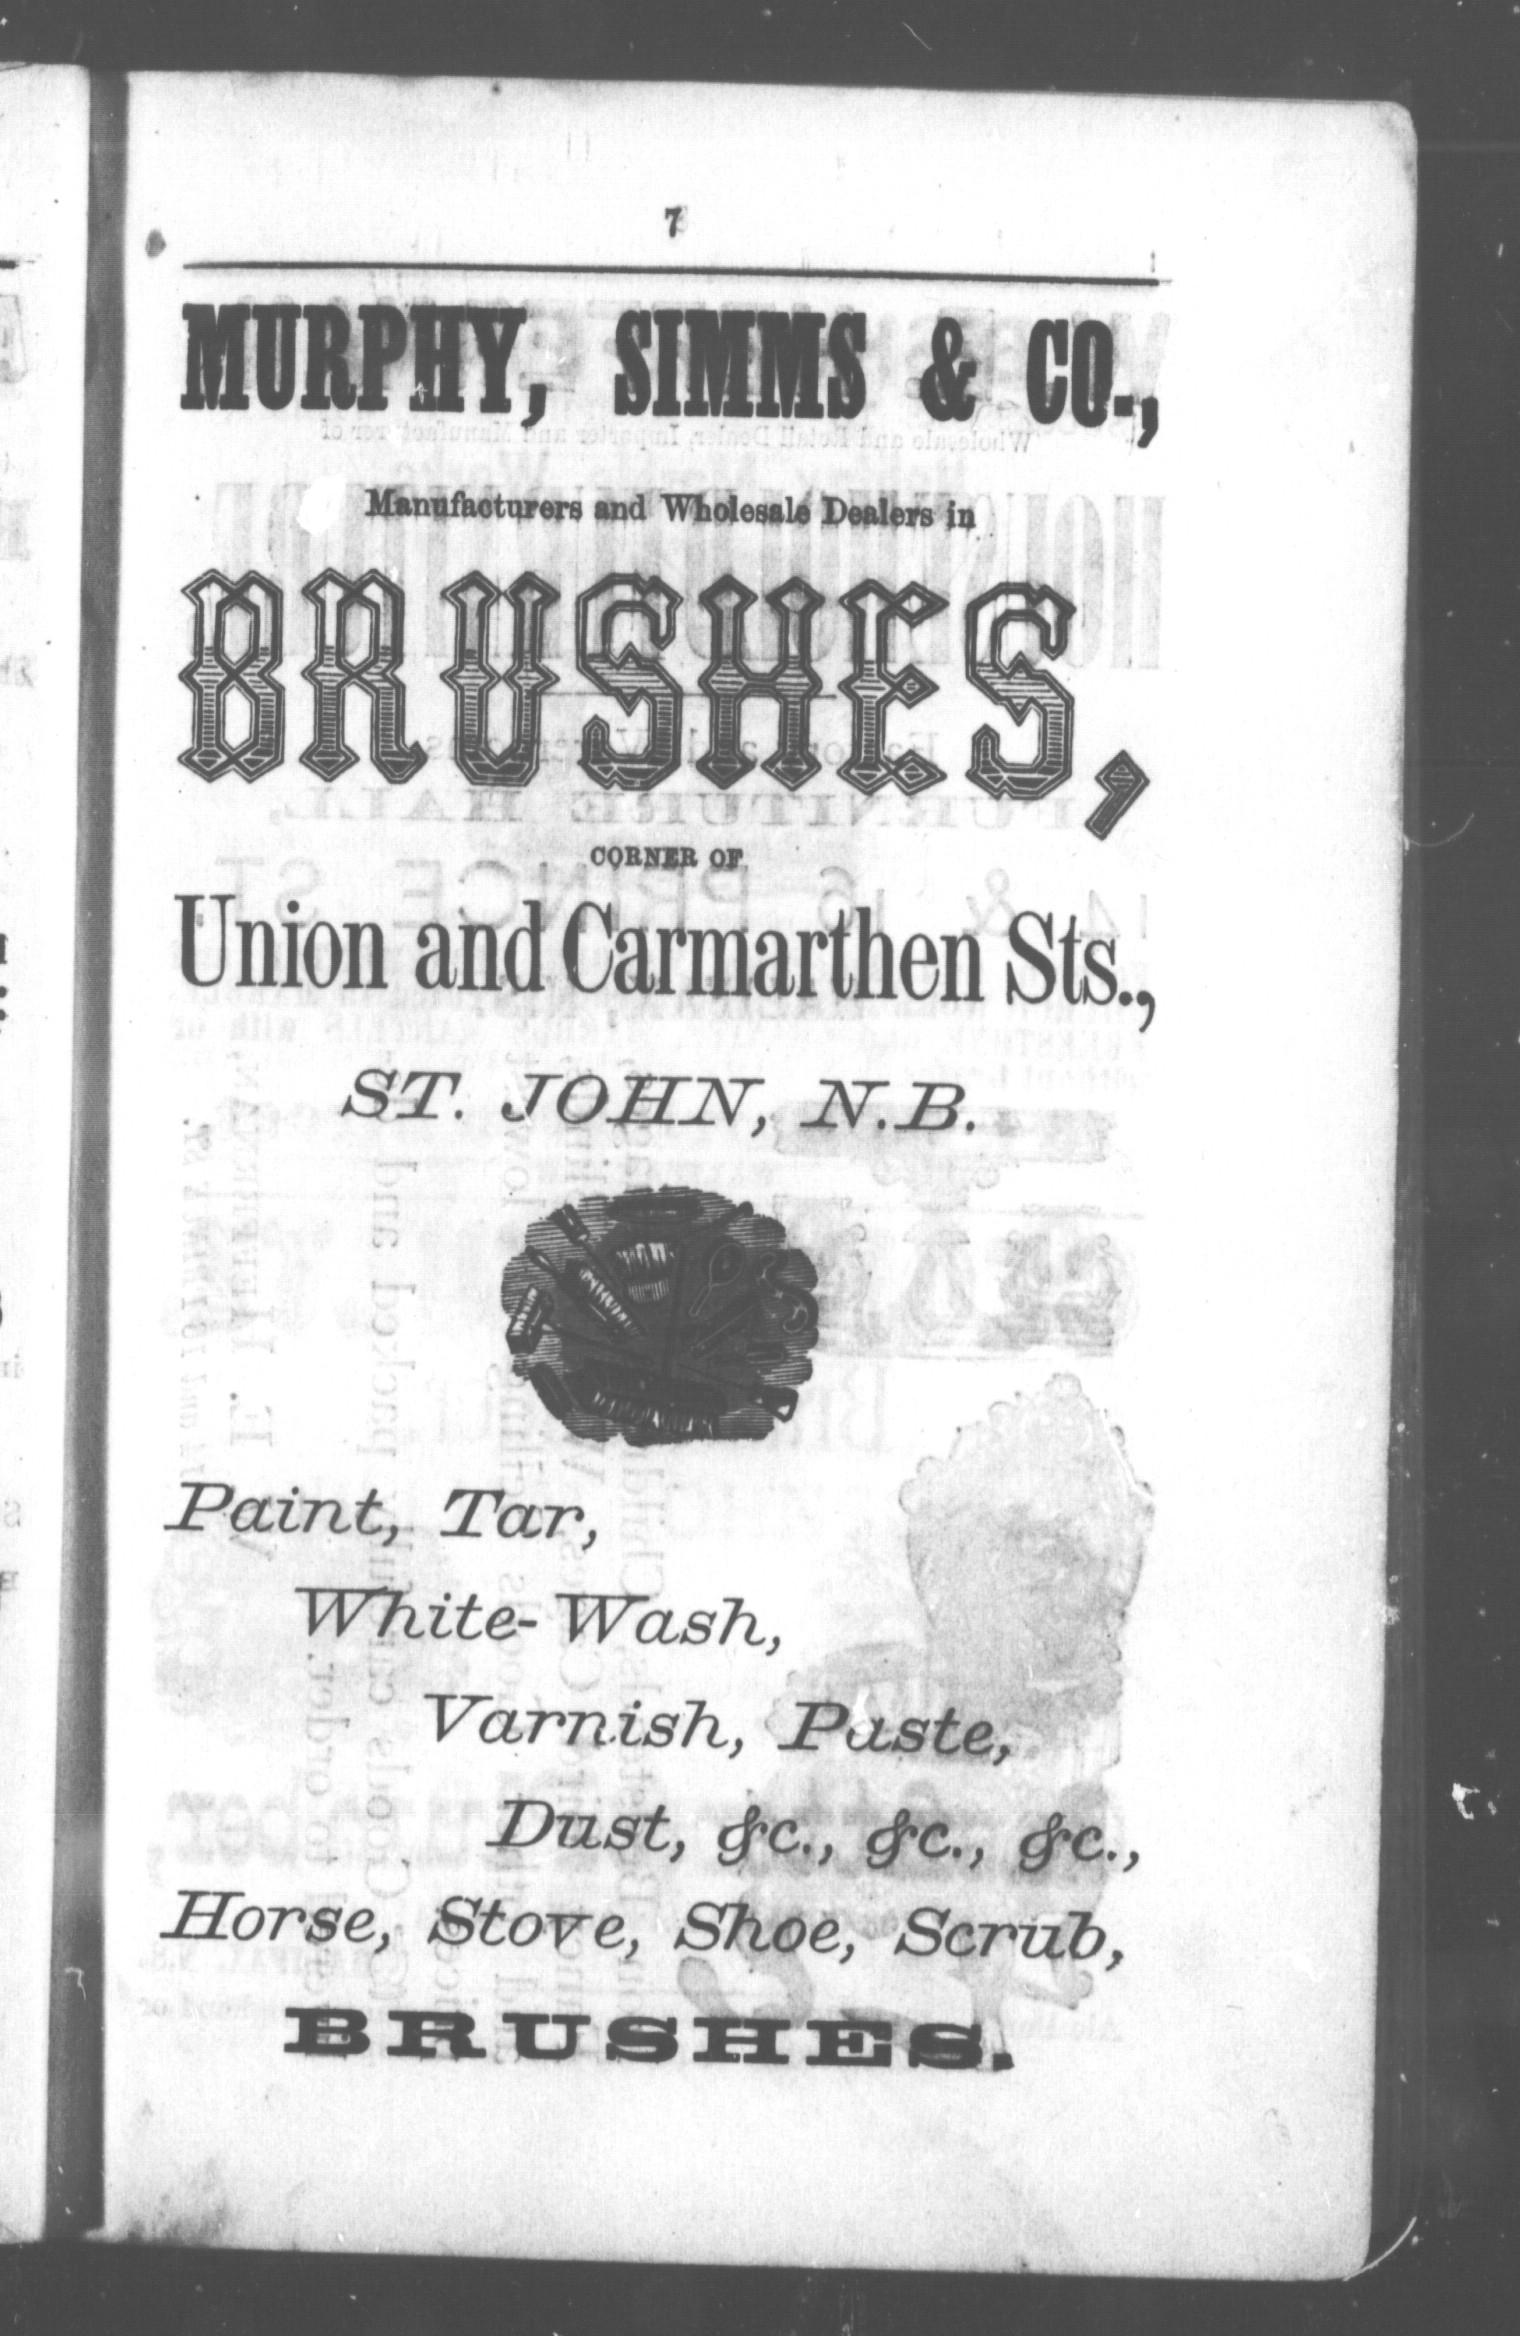 7
MURPHY, SIMMS & CO.,
Manufacturers and Wholesale Dealers in
BRUSHES,
CORNER OF
Union and Carmarthen Sts.,
ST. JOHN, N.B.
Paint, Tar,
White-Wash,
Varnish, Paste,
Dust, &c., &c., &c.,
Horse, Stove, Shoe, Scrub,
BRUSHES.